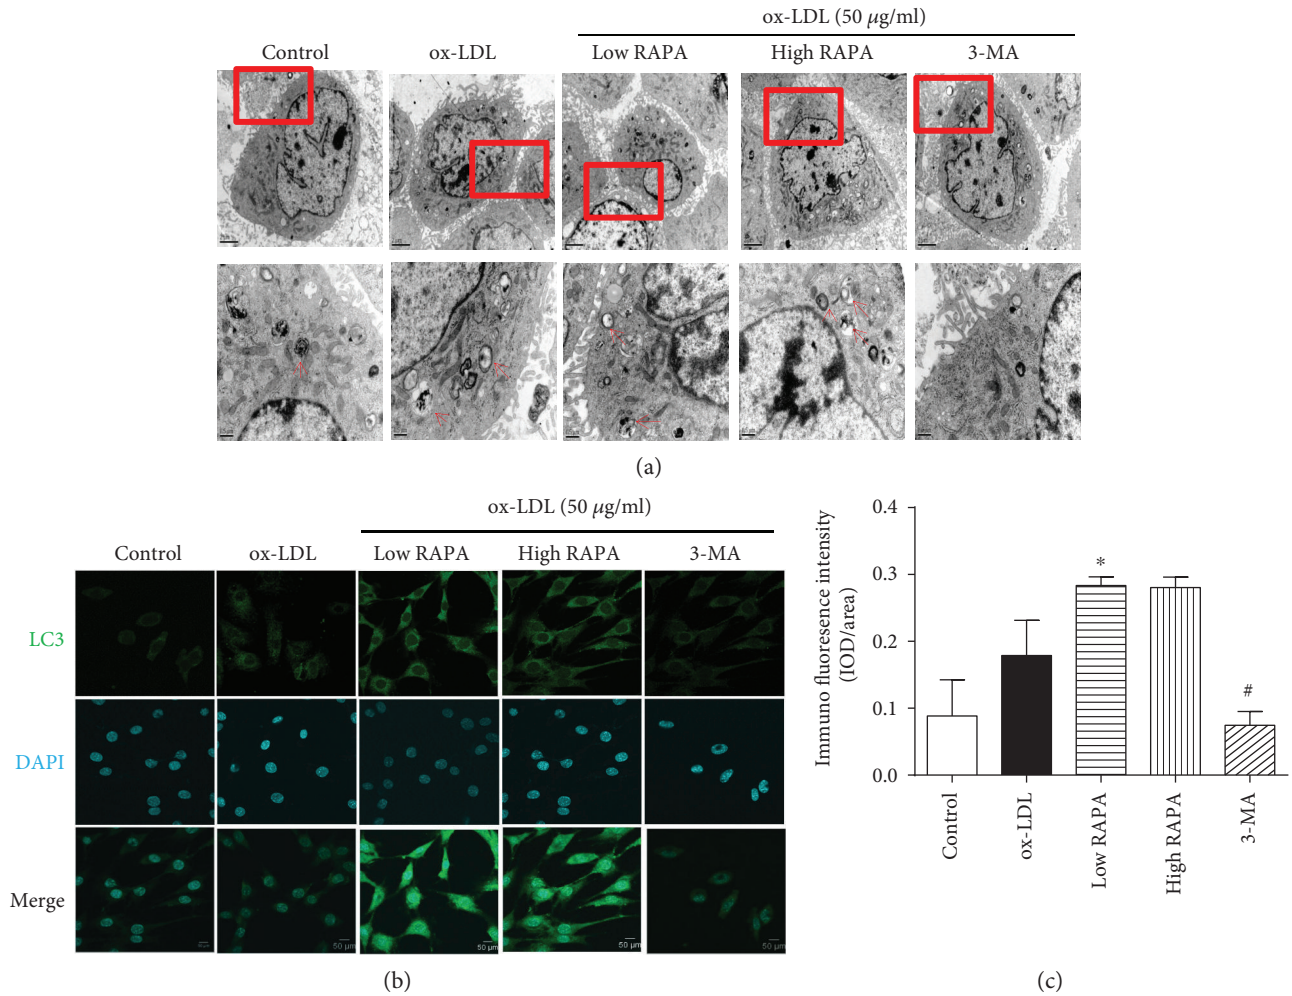 (a)
ox-LDL (50 μg/ml)
Control
ox-LDL
Low RAPA
High RAPA
3-MA
(b)
ox-LDL (50 μg/ml)
Control
ox-LDL
Low RAPA
High RAPA
3-MA
LC3
DAPI
Merge
50 μm
50 μm
50 μm
50 μm
(c)
Immuno fluoresence intensity
(IOD/area)
0.4
0.3
0.2
0.1
0.0
*
#
Control
ox-LDL
Low RAPA
High RAPA
3-MA